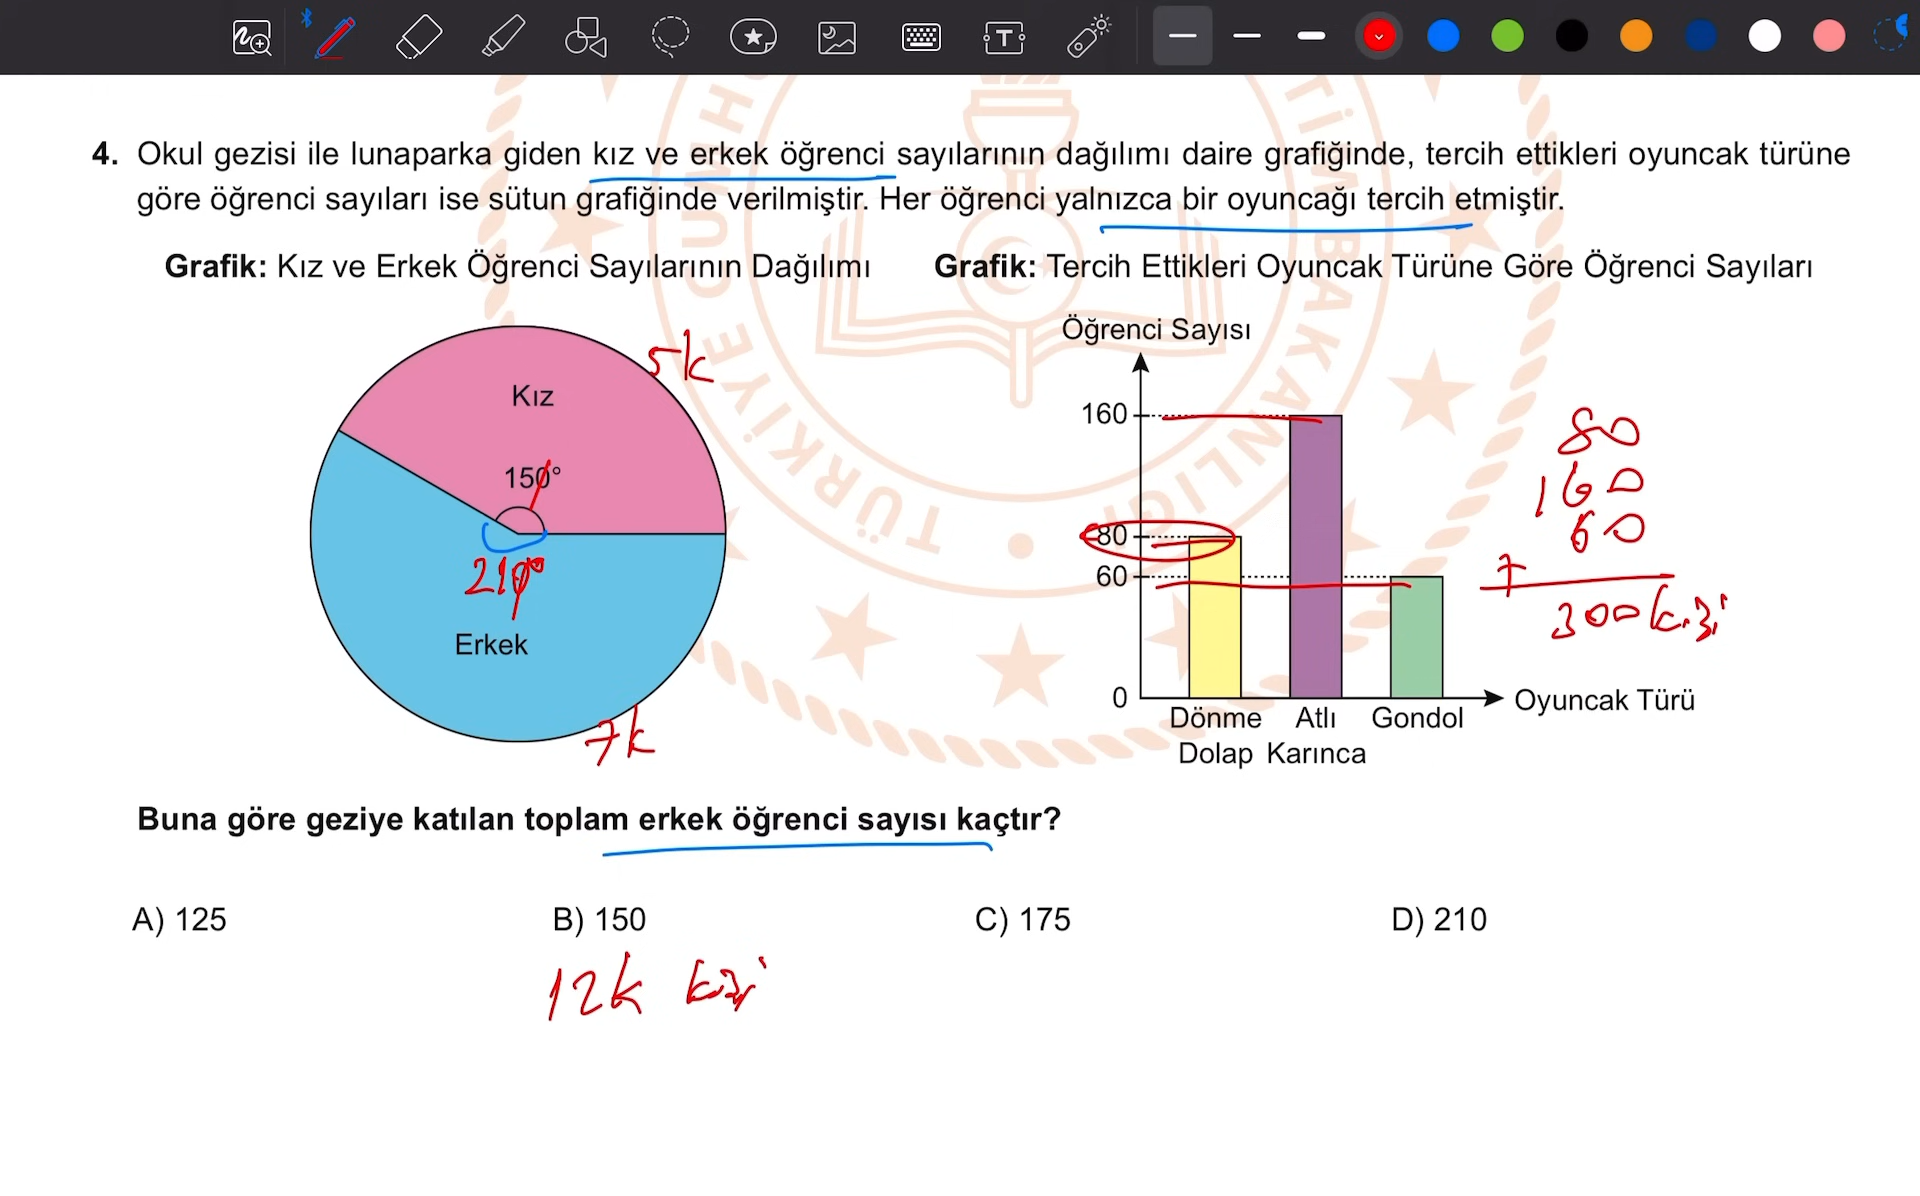 T
4. Okul gezisi ile lunaparka giden kız ve erkek öğrenci sayılarının dağılımı daire grafiğinde, tercih ettikleri oyuncak türüne
göre öğrenci sayıları ise sütun grafiğinde verilmiştir. Her öğrenci yalnızca bir oyuncağı tercih etmiştir.
Grafik: Kız ve Erkek Öğrenci Sayılarının Dağılımı
Kız
150°
5k
210°
Erkek
7k
Grafik: Tercih Ettikleri Oyuncak Türüne Göre Öğrenci Sayıları
Öğrenci Sayısı
160
80
60
0
Dönme Dolap
Atlı Karınca
Gondol
Oyuncak Türü
80
160
60
+
300 kişi
Buna göre geziye katılan toplam erkek öğrenci sayısı kaçtır?
A) 125 B) 150 C) 175 D) 210
12k kişi
TÜRKİYE